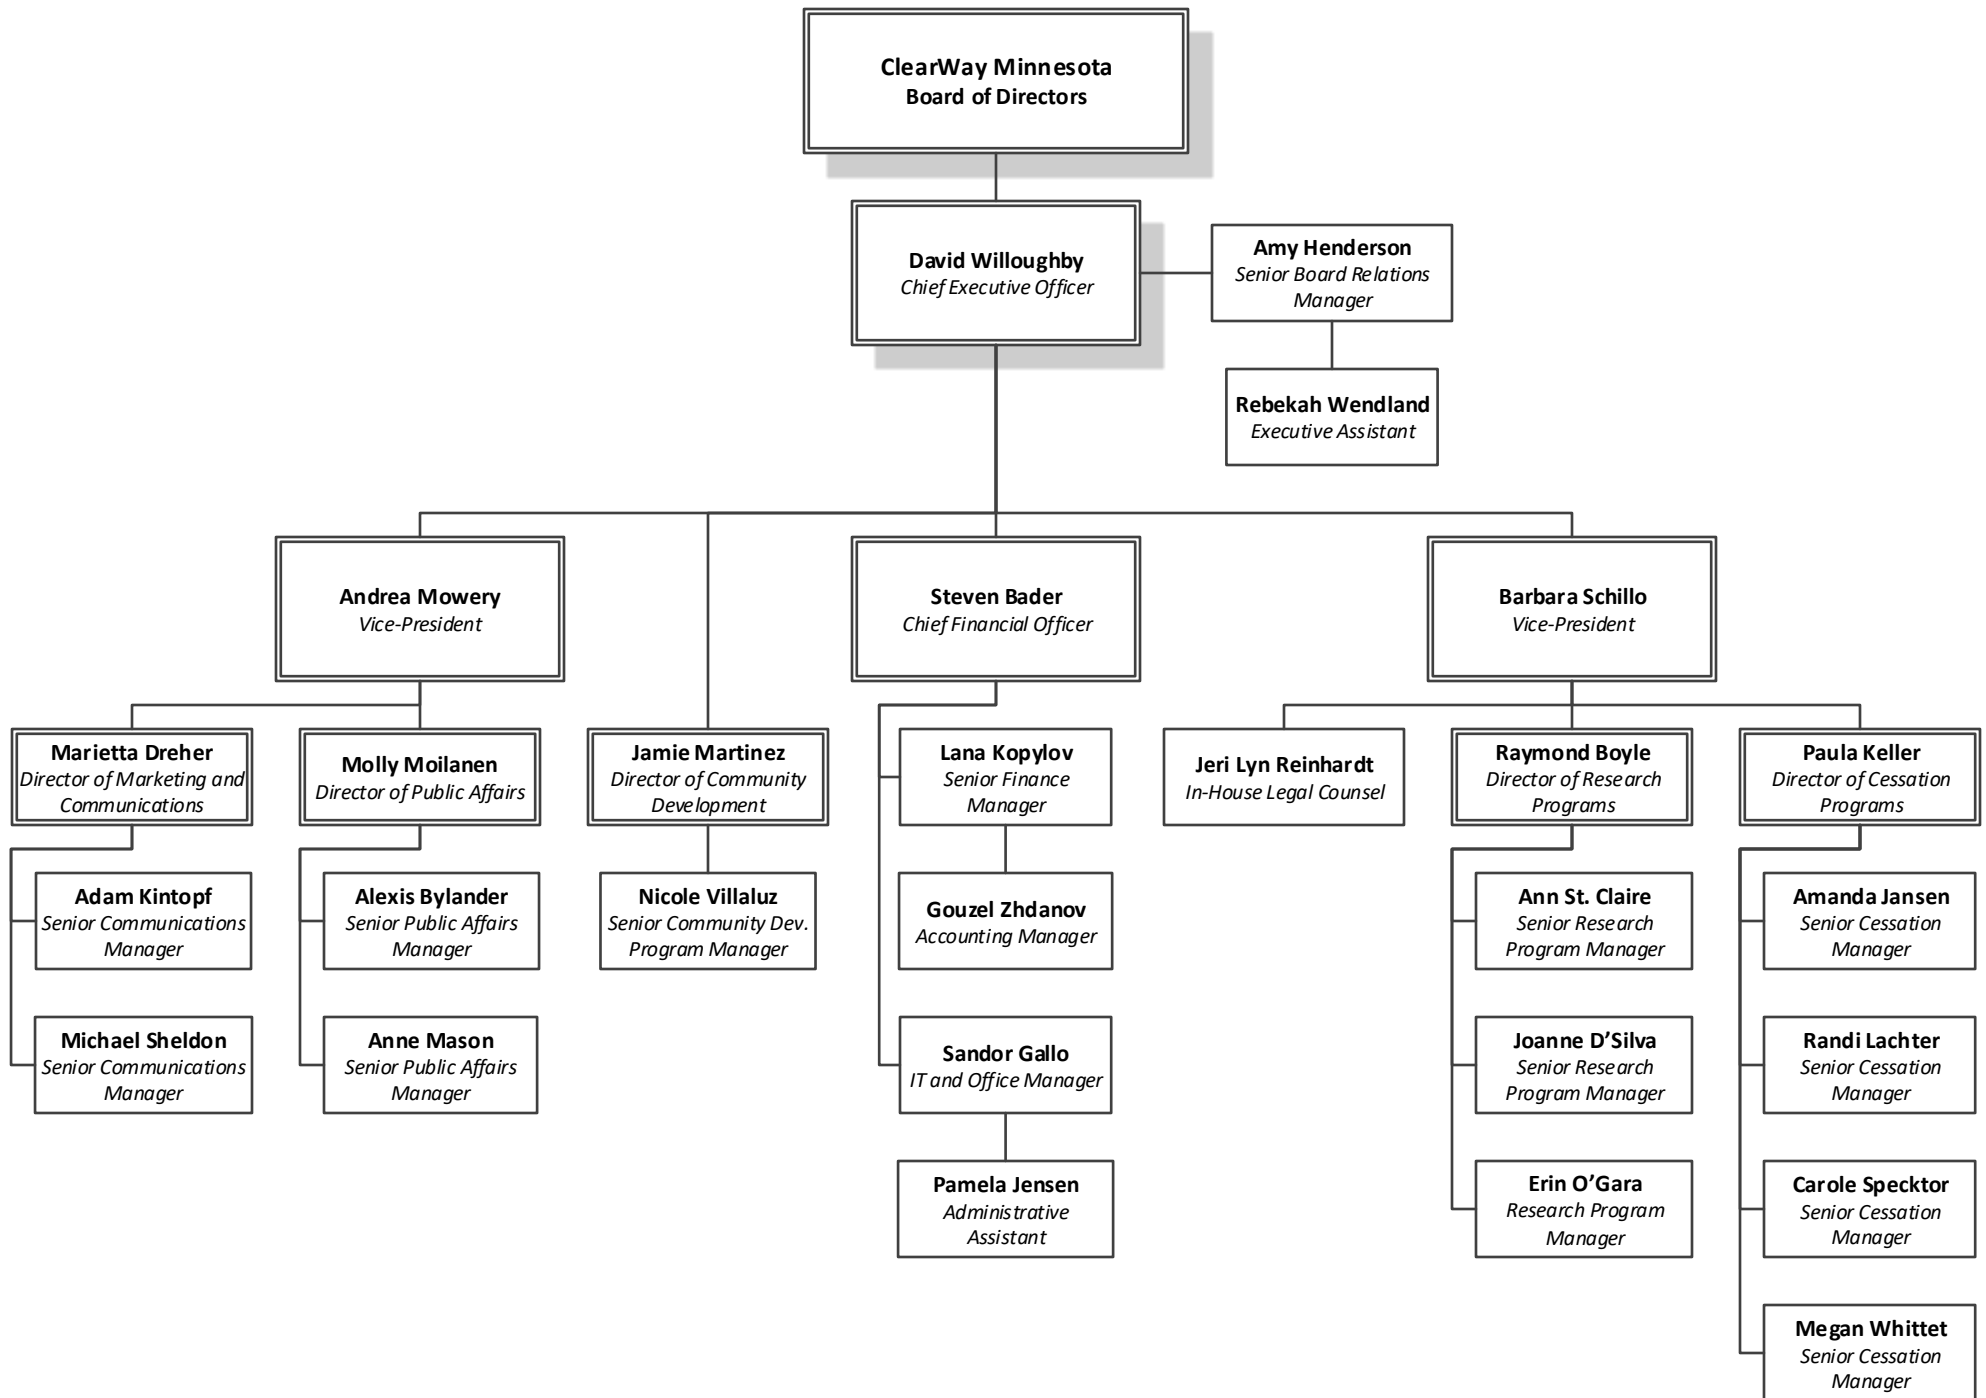 ClearWay Minnesota
Board of Directors
David Willoughby
Chief Executive Officer
Amy Henderson
Senior Board Relations
Manager
Rebekah Wendland
Executive Assistant
Andrea Mowery
Vice-President
Steven Bader
Chief Financial Officer
Barbara Schillo
Vice-President
Marietta Dreher
Director of Marketing and
Communications
Molly Moilanen
Director of Public Affairs
Jamie Martinez
Director of Community
Development
Lana Kopylov
Senior Finance
Manager
Jeri Lyn Reinhardt
In-House Legal Counsel
Raymond Boyle
Director of Research
Programs
Paula Keller
Director of Cessation
Programs
Adam Kintopf
Senior Communications
Manager
Alexis Bylander
Senior Public Affairs
Manager
Nicole Villaluz
Senior Community Dev.
Program Manager
Gouzel Zhdanov
Accounting Manager
Ann St. Claire
Senior Research
Program Manager
Amanda Jansen
Senior Cessation
Manager
Michael Sheldon
Senior Communications
Manager
Anne Mason
Senior Public Affairs
Manager
Sandor Gallo
IT and Office Manager
Joanne D’Silva
Senior Research
Program Manager
Randi Lachter
Senior Cessation
Manager
Pamela Jensen
Administrative
Assistant
Erin O’Gara
Research Program
Manager
Carole Specktor
Senior Cessation
Manager
Megan Whittet
Senior Cessation
Manager